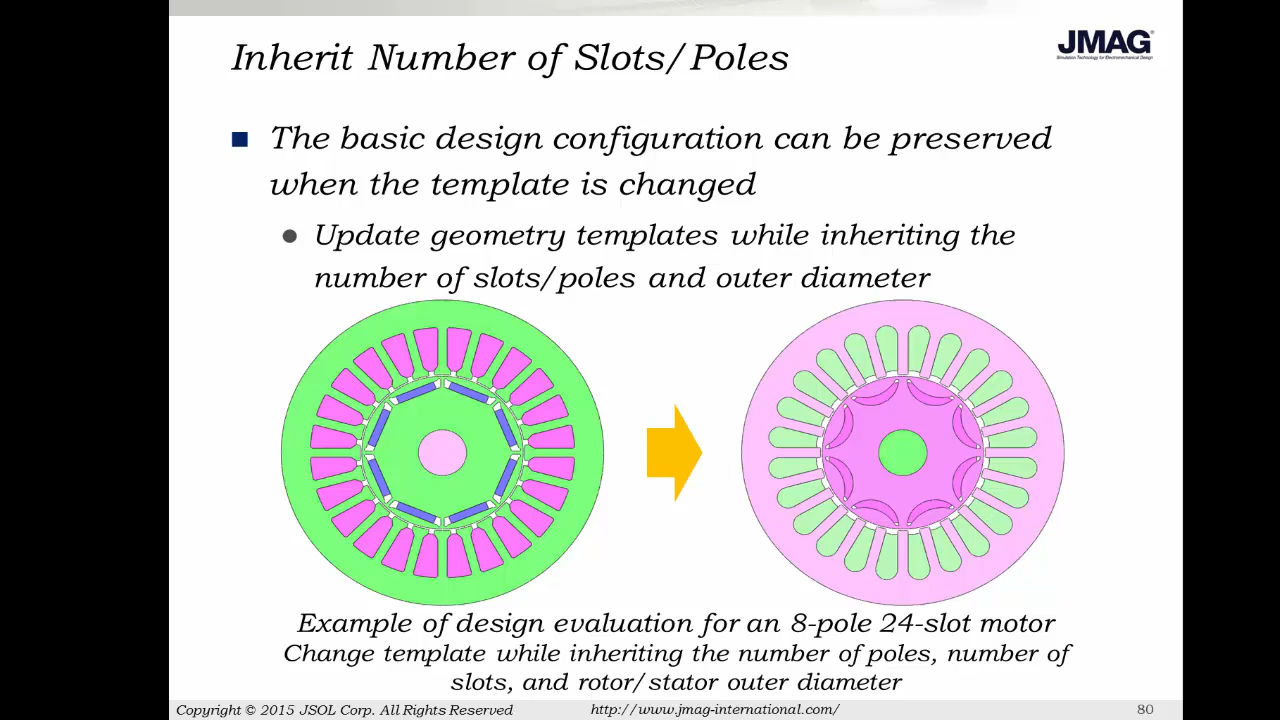 Inherit Number of Slots/Poles
JMAG
Simulation Technology for Electromechanical Design
The basic design configuration can be preserved
when the template is changed
Update geometry templates while inheriting the
number of slots/poles and outer diameter
Example of design evaluation for an 8-pole 24-slot motor
Change template while inheriting the number of poles, number of
slots, and rotor/stator outer diameter
Copyright © 2015 JSOL Corp. All Rights Reserved
http://www.jmag-international.com/
80